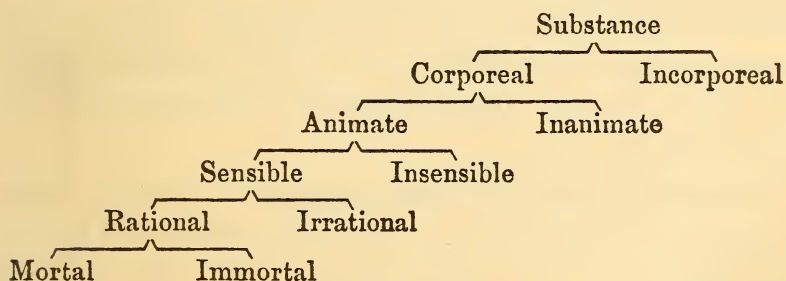 Substance
Corporeal Incorporeal
Animate Inanimate
Sensible Insensible
Rational Irrational
Mortal Immortal